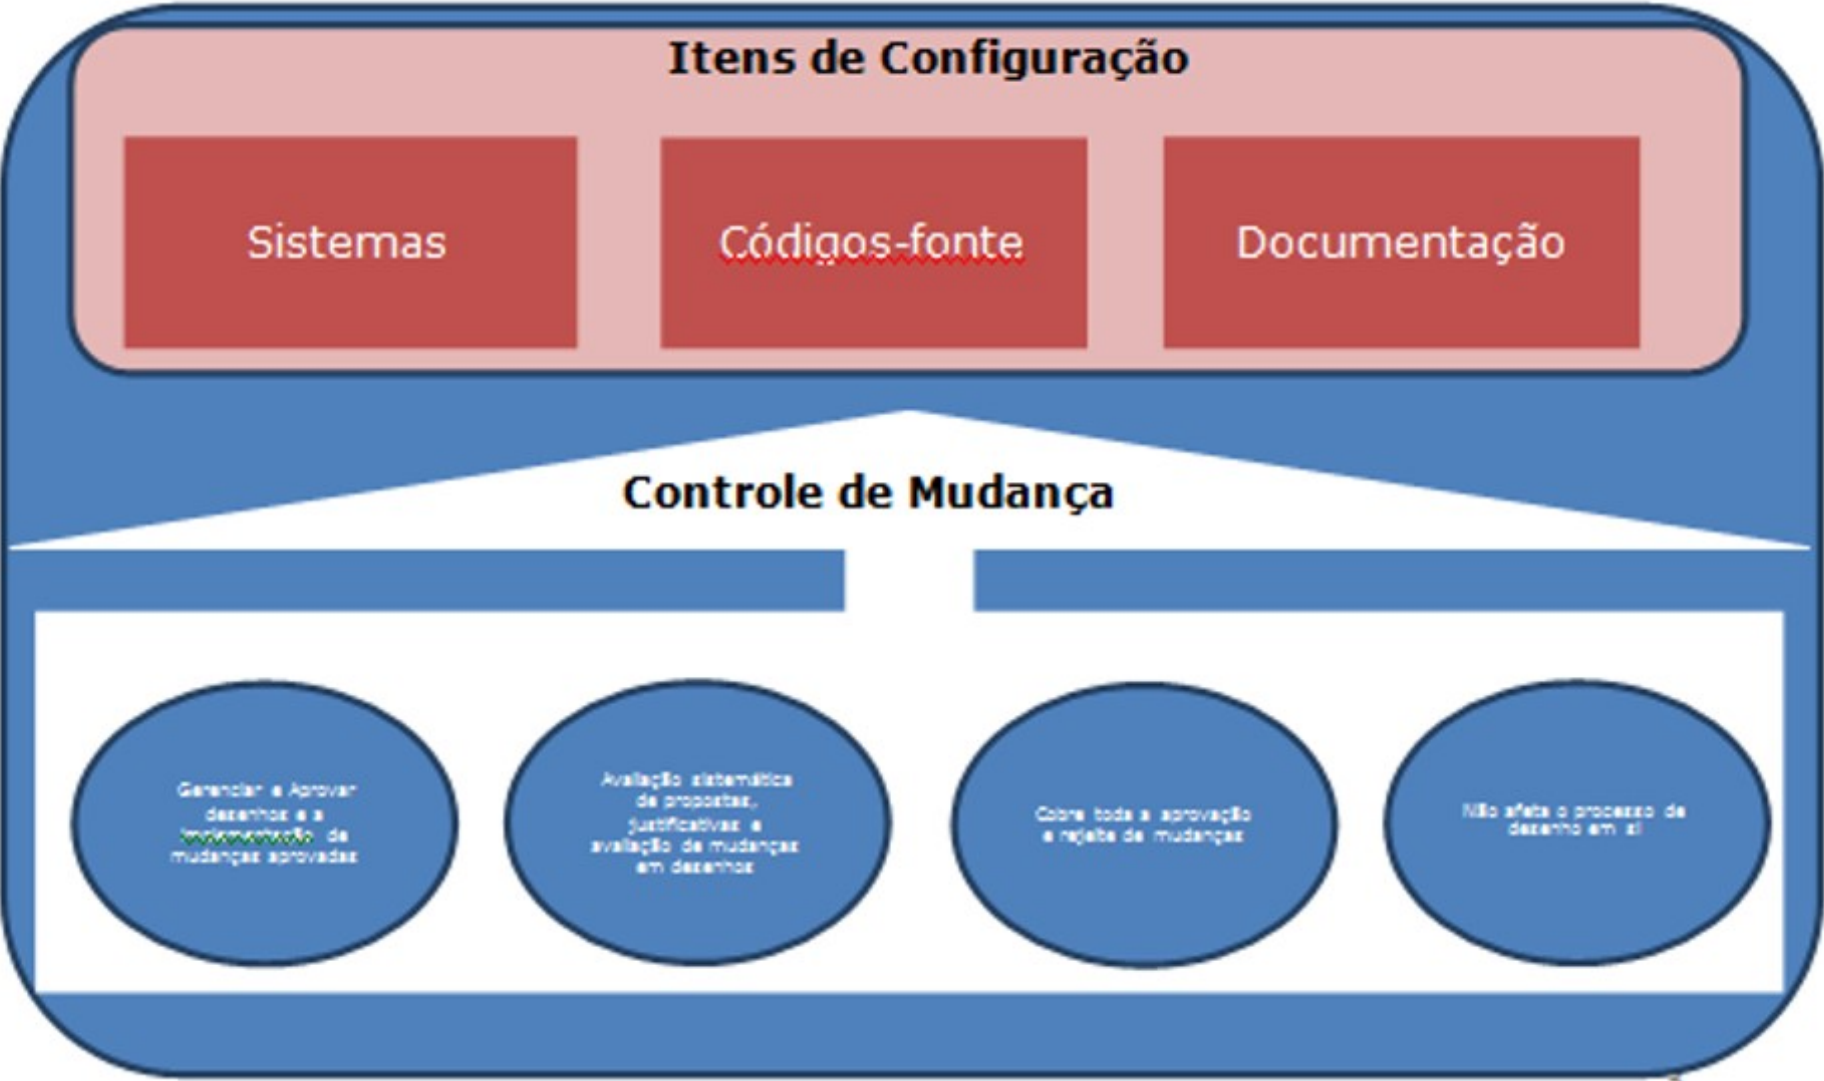 Itens de Configuração
Sistemas
Códigos-fonte
Documentação
Controle de Mudança
Gerenciar e Aprovar
desenhos e a
implementação de
mudanças aprovadas
Avaliação sistemática
de propostas,
justificativas e
avaliação de mudanças
em desenhos
Cobre toda a aprovação
e rejeite de mudanças
Não afeta o processo de
desenho em si